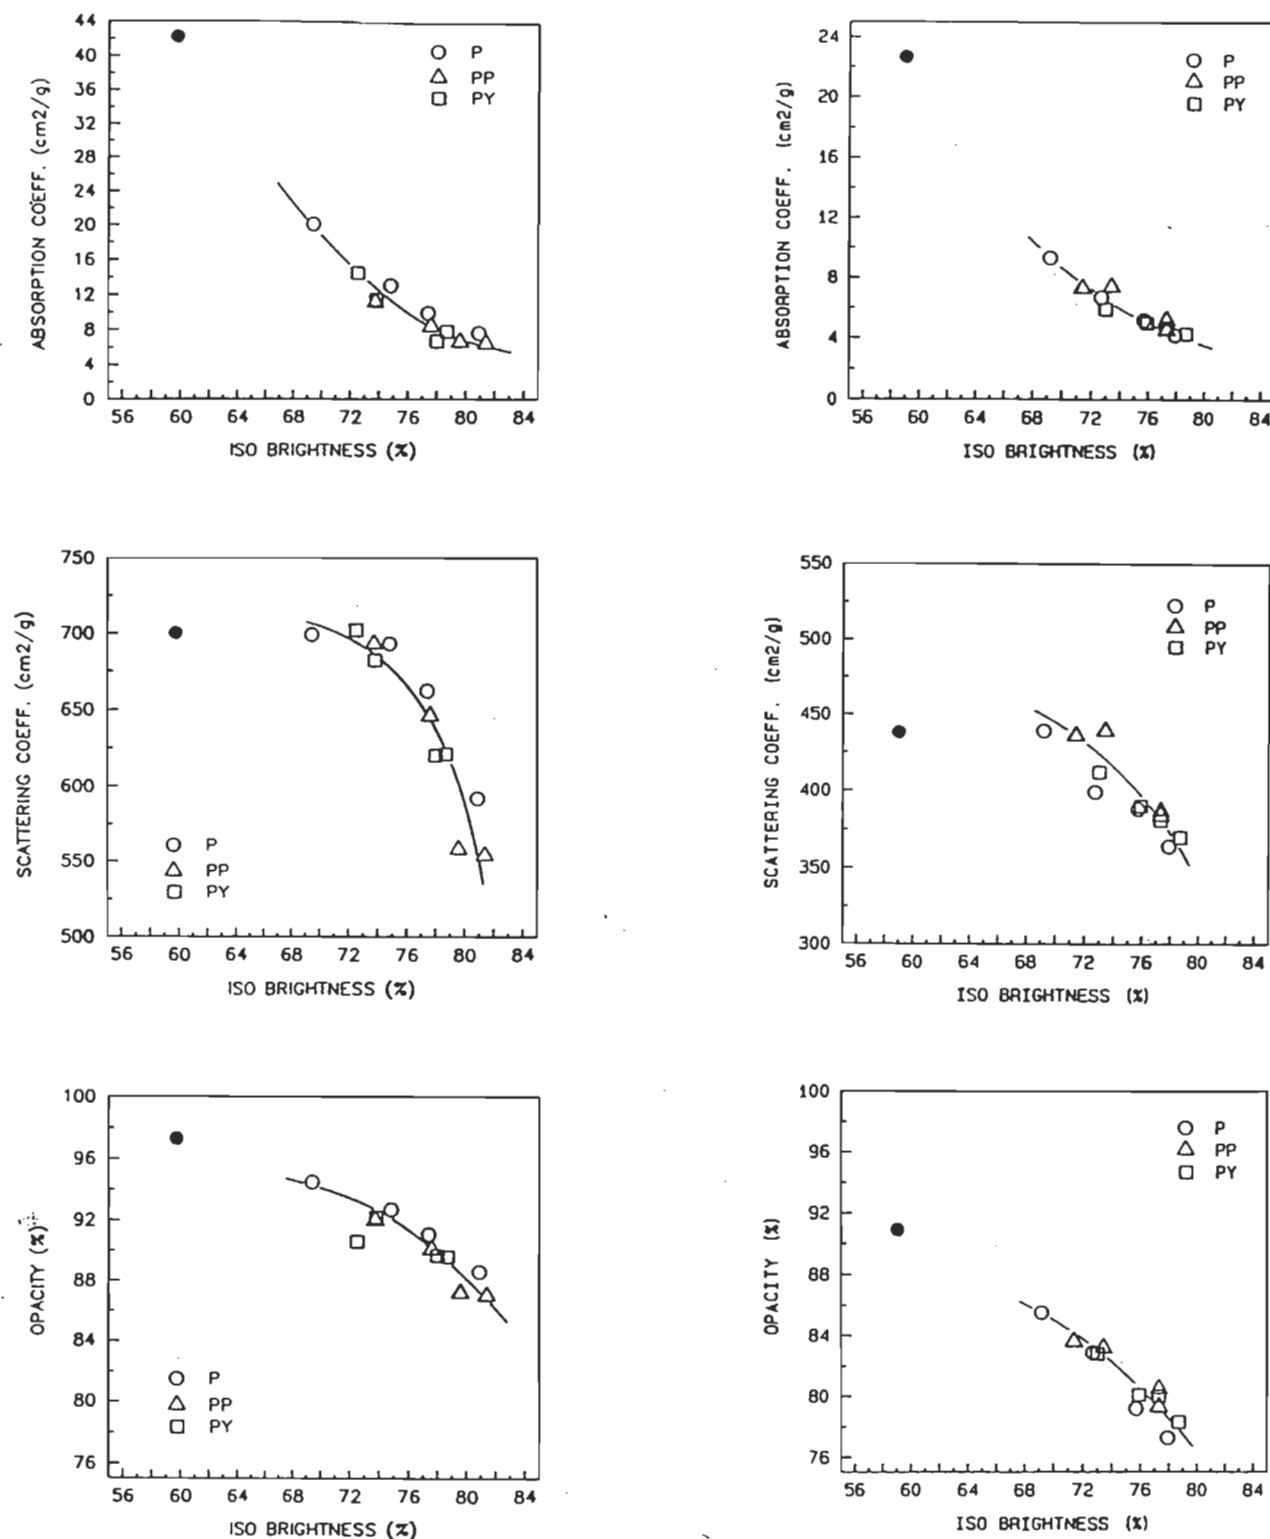 44
40
36
32
28
24
20
16
12
8
4
0
ABSORPTION COEFF. (cm2/g)
P
PP
PY
56 60 64 68 72 76 80 84
ISO BRIGHTNESS (%)
24
20
16
12
8
4
0
ABSORPTION COEFF. (cm2/g)
P
PP
PY
56 60 64 68 72 76 80 84
ISO BRIGHTNESS (%)
750
700
650
600
550
500
SCATTERING COEFF. (cm2/g)
P
PP
PY
56 60 64 68 72 76 80 84
ISO BRIGHTNESS (%)
550
500
450
400
350
300
SCATTERING COEFF. (cm2/g)
P
PP
PY
56 60 64 68 72 76 80 84
ISO BRIGHTNESS (%)
100
96
92
88
84
80
76
OPACITY (%)
P
PP
PY
56 60 64 68 72 76 80 84
ISO BRIGHTNESS (%)
100
96
92
88
84
80
76
OPACITY (%)
P
PP
PY
56 60 64 68 72 76 80 84
ISO BRIGHTNESS (%)